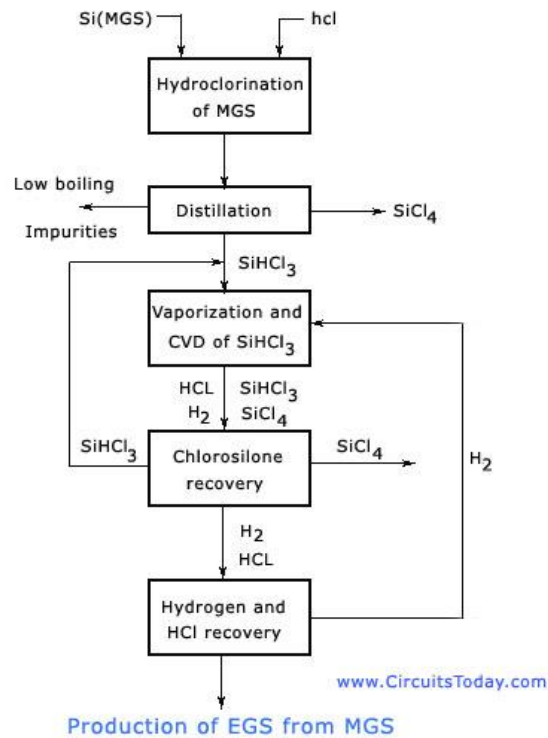 Si(MGS)
hcl
Hydroclorination
of MGS
Low boiling
Impurities
Distillation
SiCl4
SiHCl3
Vaporization and
CVD of SiHCl3
HCL SiHCl3
H2 SiCl4
SiHCl3
Chlorosilone
recovery
SiCl4
H2
H2
HCL
Hydrogen and
HCl recovery
www.CircuitsToday.com
Production of EGS from MGS